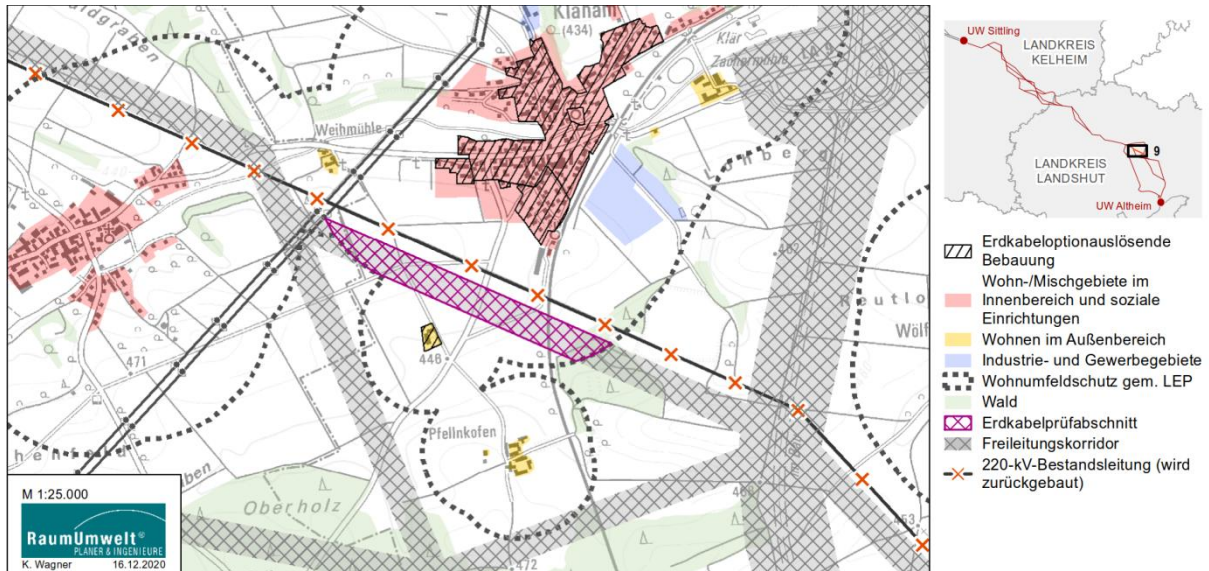 Klaham
(434)
Klär
Weihmühle
Pfellnkofen
446
471
Oberholz
472
M 1:25.000
RaumUmwelt®
PLANER & INGENIEURE
K. Wagner 16.12.2020
UW Sittling
LANDKREIS
KELHEIM
LANDKREIS
LANDSHUT
9
UW Altheim
Erdkabeloptionauslösende
Bebauung
Wohn-/Mischgebiete im
Innenbereich und soziale
Einrichtungen
Wohnen im Außenbereich
Industrie- und Gewerbegebiete
Wohnumfeldschutz gem. LEP
Wald
Erdkabelprüfabschnitt
Freileitungskorridor
220-kV-Bestandsleitung (wird
zurückgebaut)